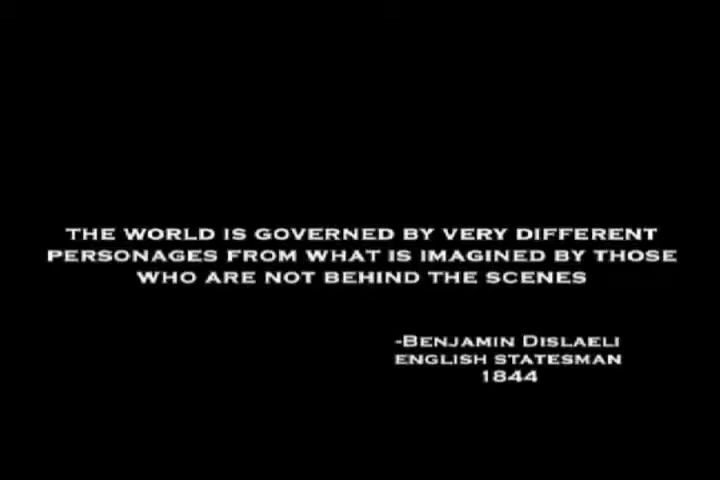 THE WORLD IS GOVERNED BY VERY DIFFERENT
PERSONAGES FROM WHAT IS IMAGINED BY THOSE
WHO ARE NOT BEHIND THE SCENES
-BENJAMIN DISLAELI
ENGLISH STATESMAN
1844